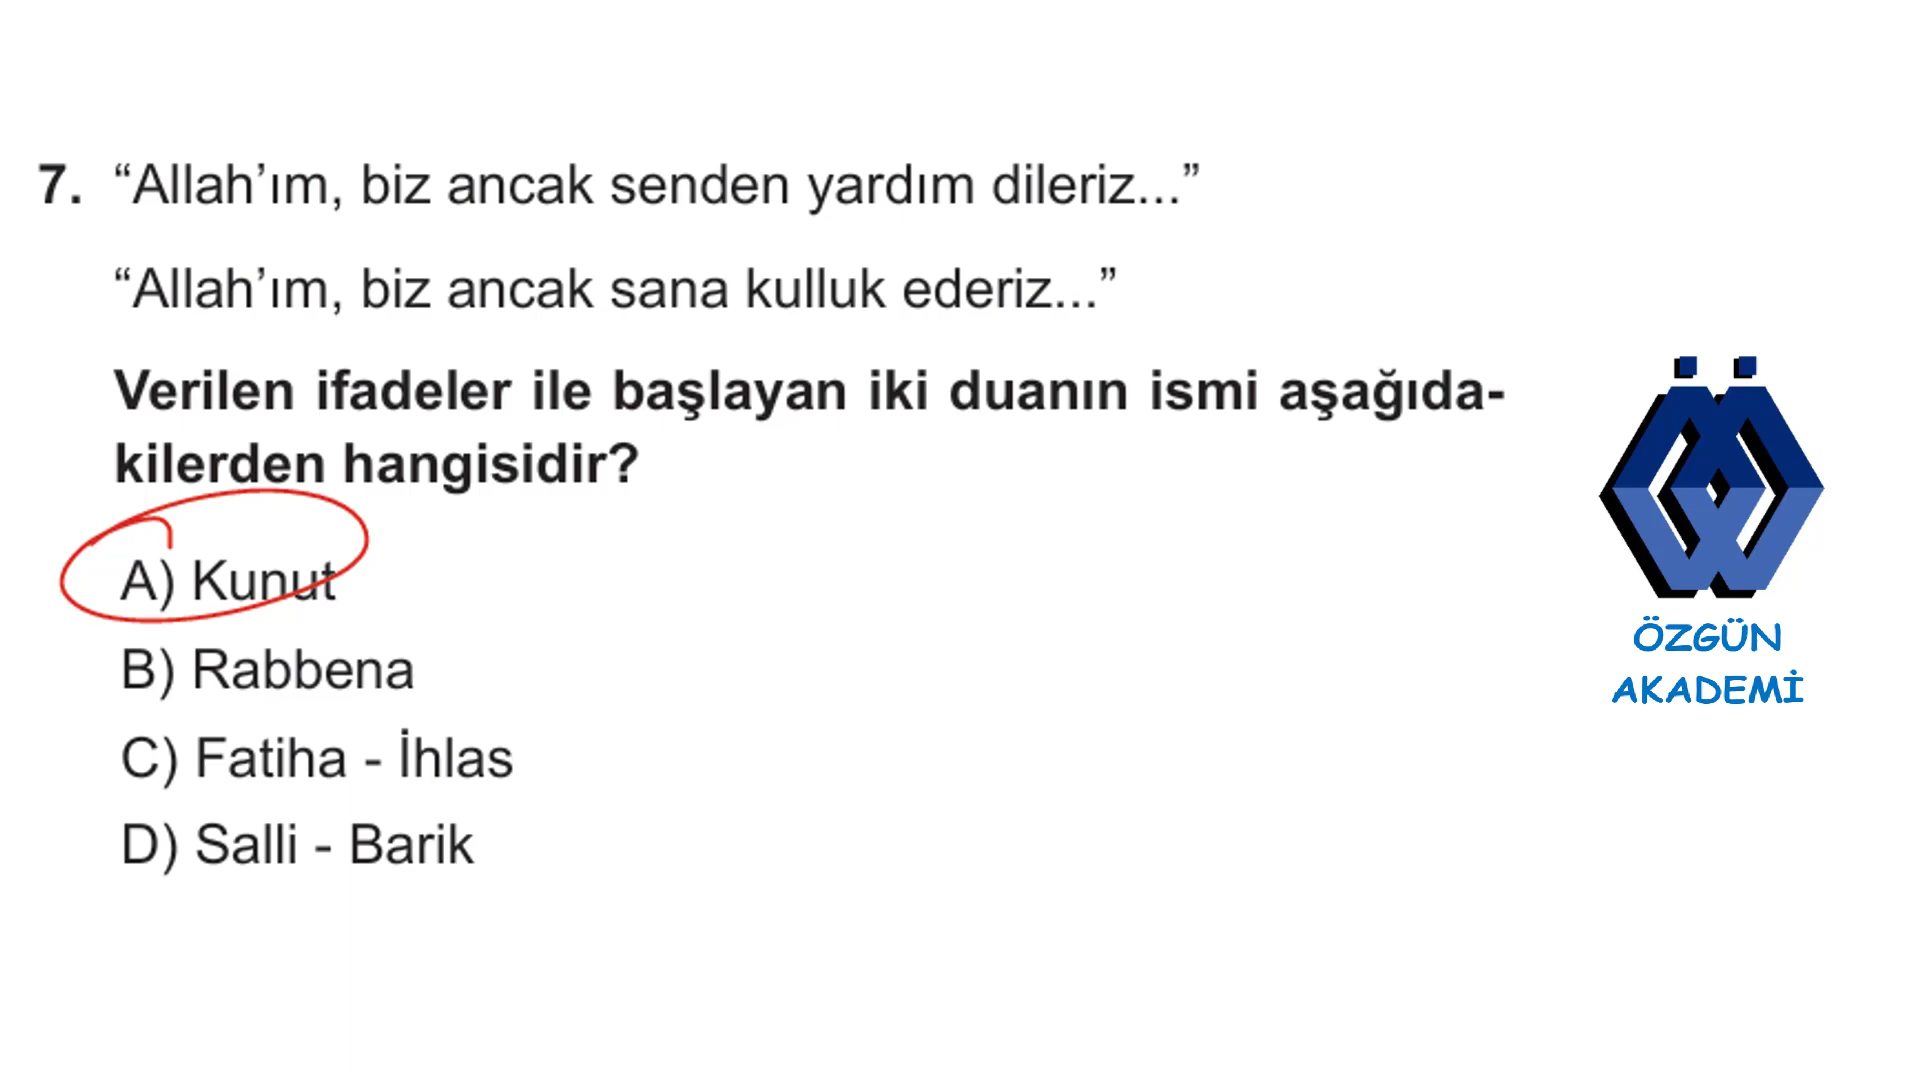 7. “Allah’ım, biz ancak senden yardım dileriz...”
“Allah’ım, biz ancak sana kulluk ederiz...”
Verilen ifadeler ile başlayan iki duanın ismi aşağıda-
kilerden hangisidir?
A) Kunut
B) Rabbena
C) Fatiha - İhlas
D) Salli - Barik
ÖZGÜN
AKADEMİ